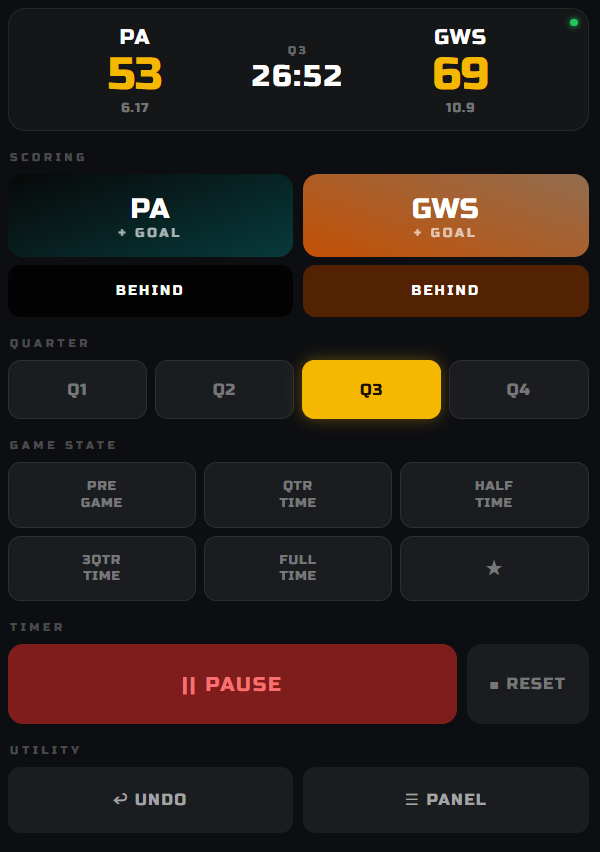 PA
53
6.17
Q3
26:52
GWS
69
10.9
SCORING
PA
+ GOAL
GWS
+ GOAL
BEHIND
BEHIND
QUARTER
Q1
Q2
Q3
Q4
GAME STATE
PRE
GAME
QTR
TIME
HALF
TIME
3QTR
TIME
FULL
TIME
★
TIMER
|| PAUSE
■ RESET
UTILITY
↩ UNDO
☰ PANEL